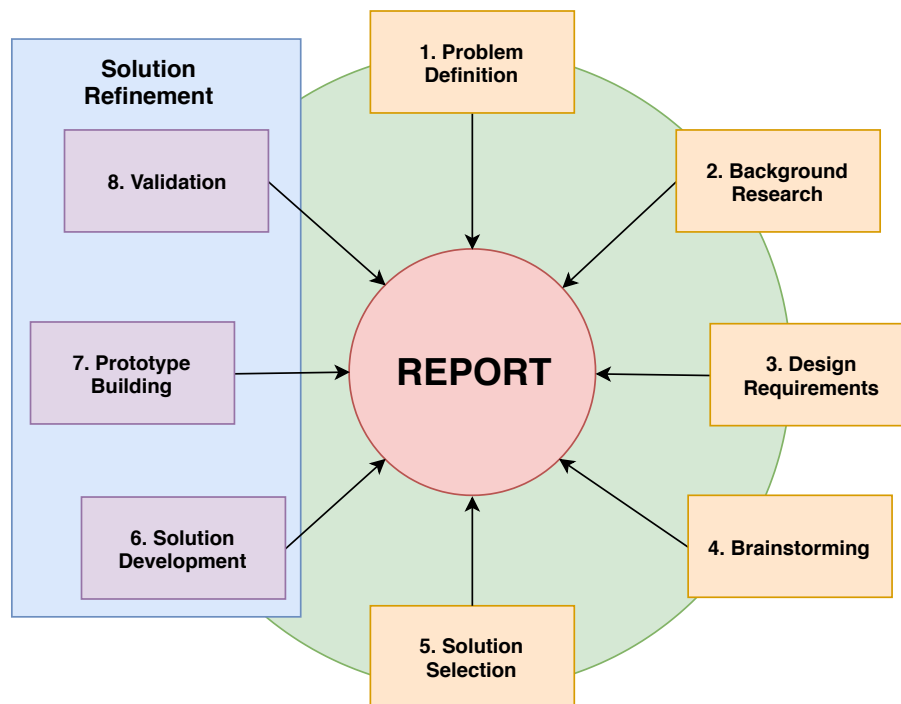 Solution
Refinement
1. Problem
Definition
2. Background
Research
3. Design
Requirements
4. Brainstorming
5. Solution
Selection
6. Solution
Development
7. Prototype
Building
8. Validation
REPORT